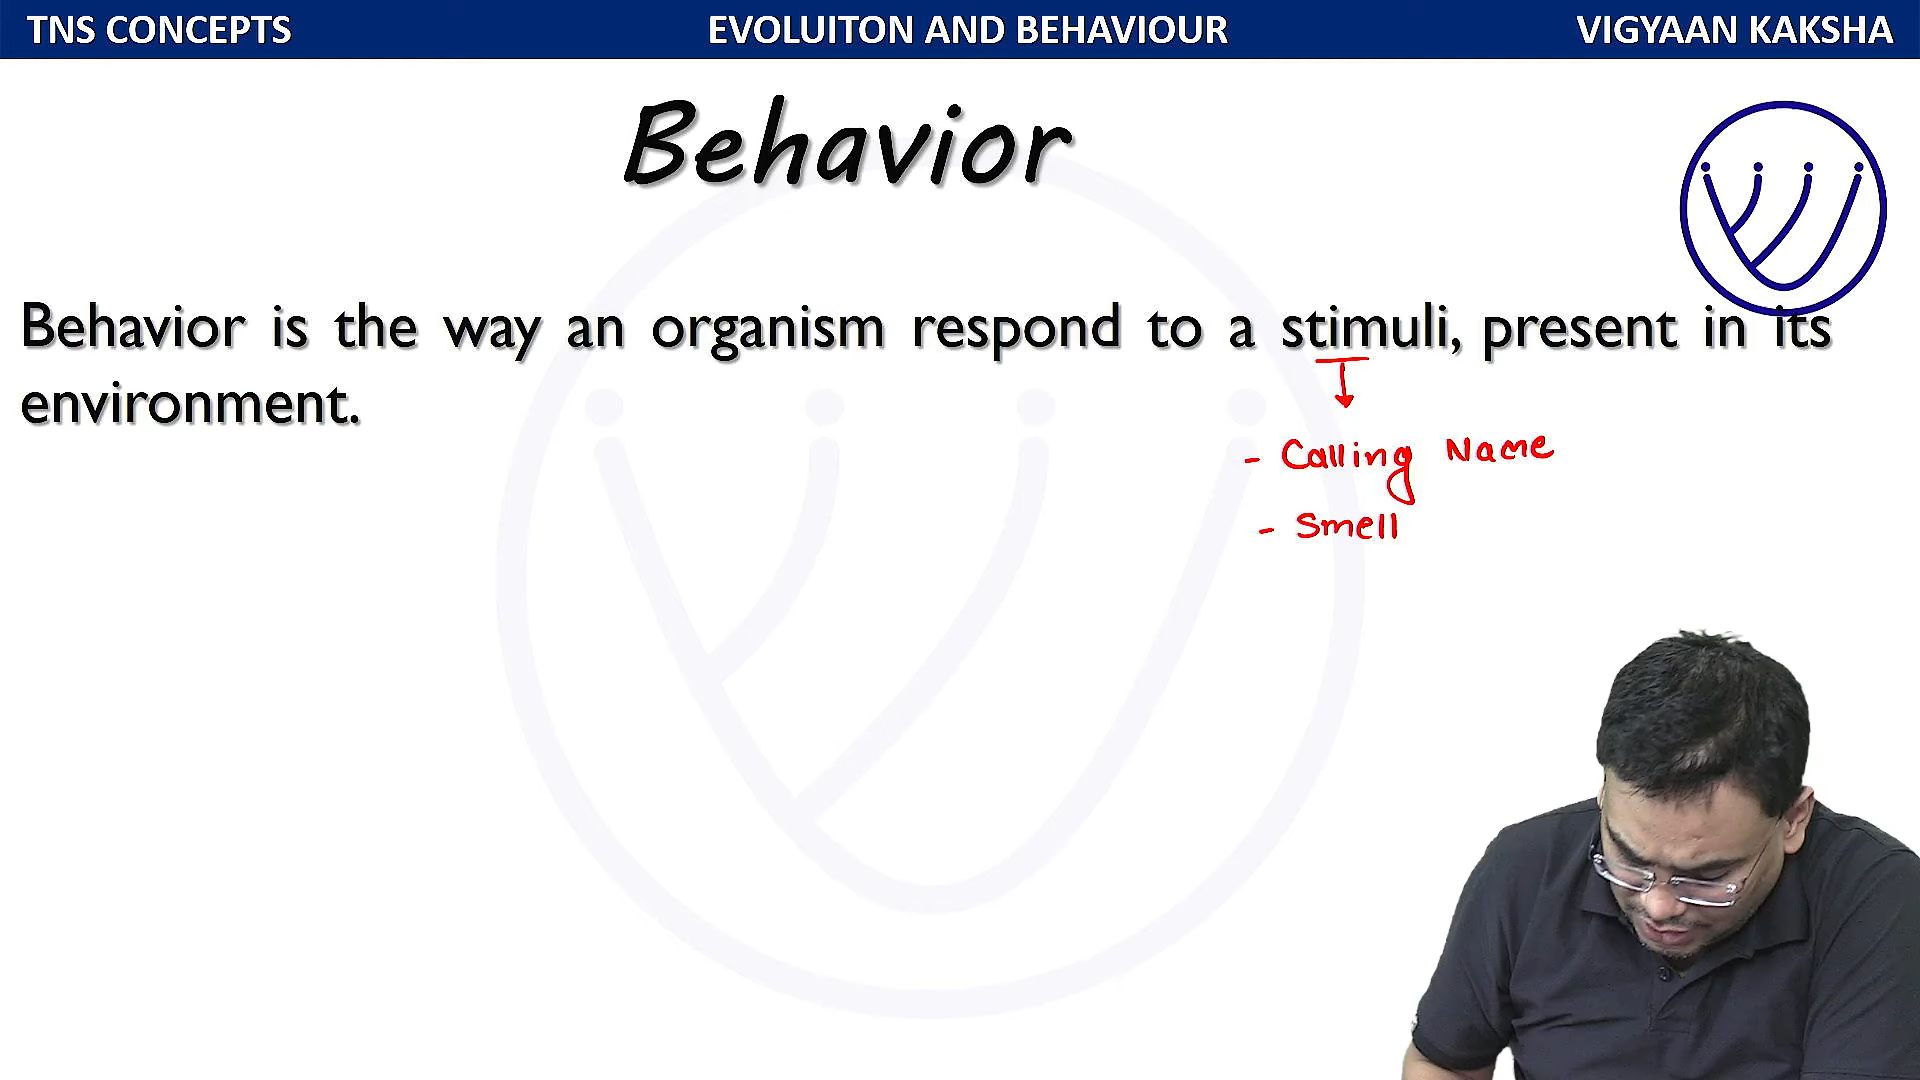 TNS CONCEPTS EVOLUITON AND BEHAVIOUR VIGYAAN KAKSHA
Behavior
Behavior is the way an organism respond to a stimuli, present in its
environment.
- Calling Name
- Smell